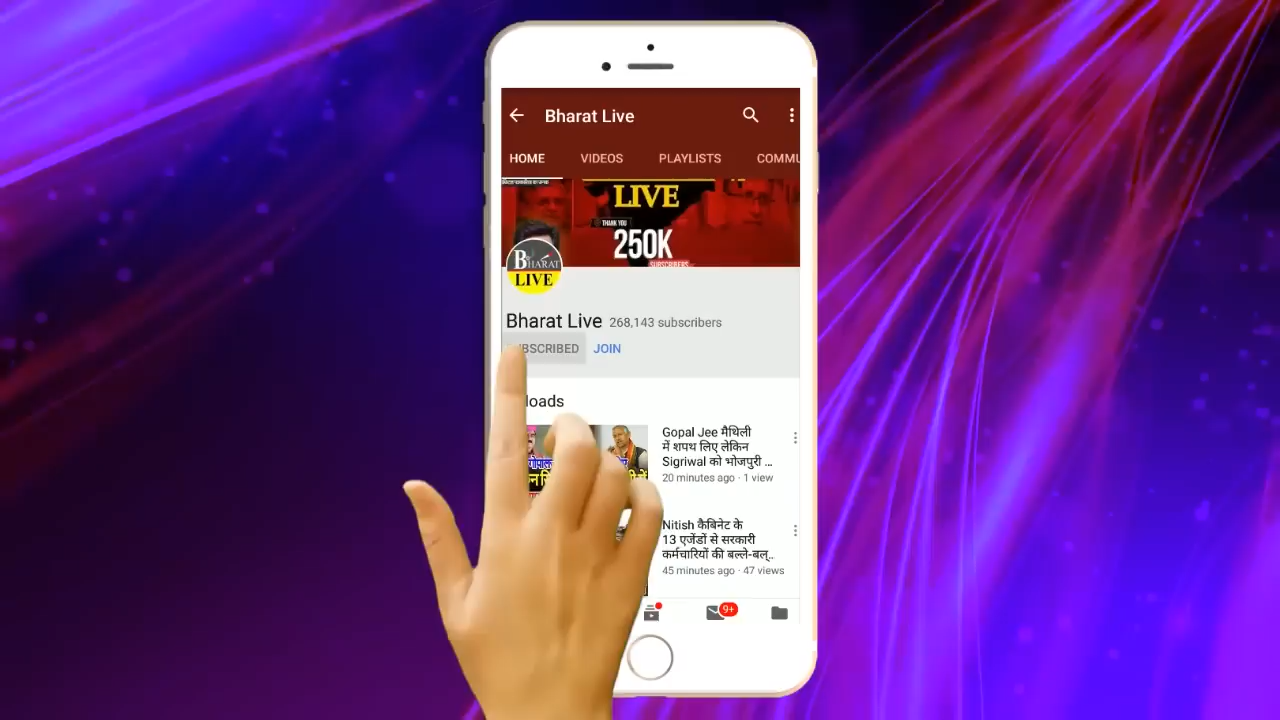 Bharat Live
HOME VIDEOS PLAYLISTS COMMU
LIVE
THANK YOU
250K
SUBSCRIBERS
BHARAT
LIVE
Bharat Live 268,143 subscribers
BSCRIBED JOIN
loads
Gopal Jee मैथिली
में शपथ लिए लेकिन
Sigriwal को भोजपुरी ...
20 minutes ago · 1 view
Nitish कैबिनेट के
13 एजेंडों से सरकारी
कर्मचारियों की बल्ले-बल्..
45 minutes ago · 47 views
9+